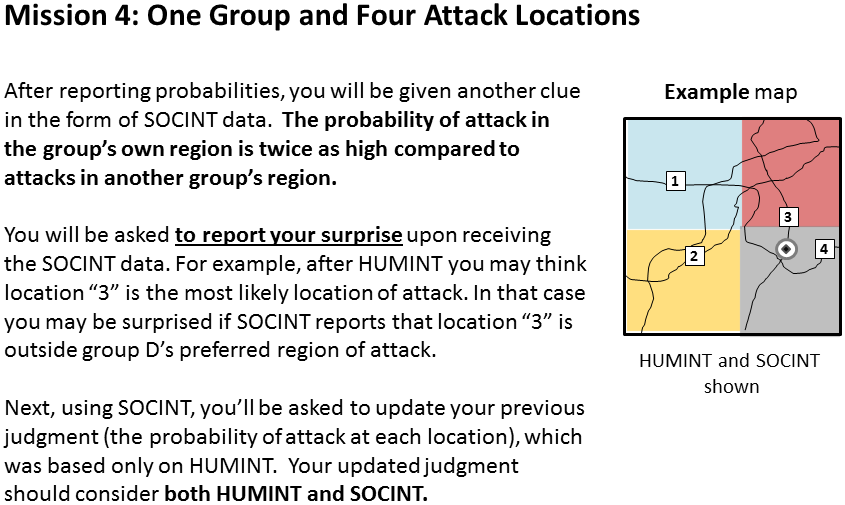 Mission 4: One Group and Four Attack Locations
After reporting probabilities, you will be given another clue
in the form of SOCINT data.  The probability of attack in
the group's own region is twice as high compared to
attacks in another group's region.
You will be asked to report your surprise upon receiving
the SOCINT data. For example, after HUMINT you may think
location “3” is the most likely location of attack. In that case
you may be surprised if SOCINT reports that location “3” is
outside group D's preferred region of attack.
Next, using SOCINT, you'll be asked to update your previous
judgment (the probability of attack at each location), which
was based only on HUMINT.  Your updated judgment
should consider both HUMINT and SOCINT.
Example map
1
3
2
4
HUMINT and SOCINT
shown